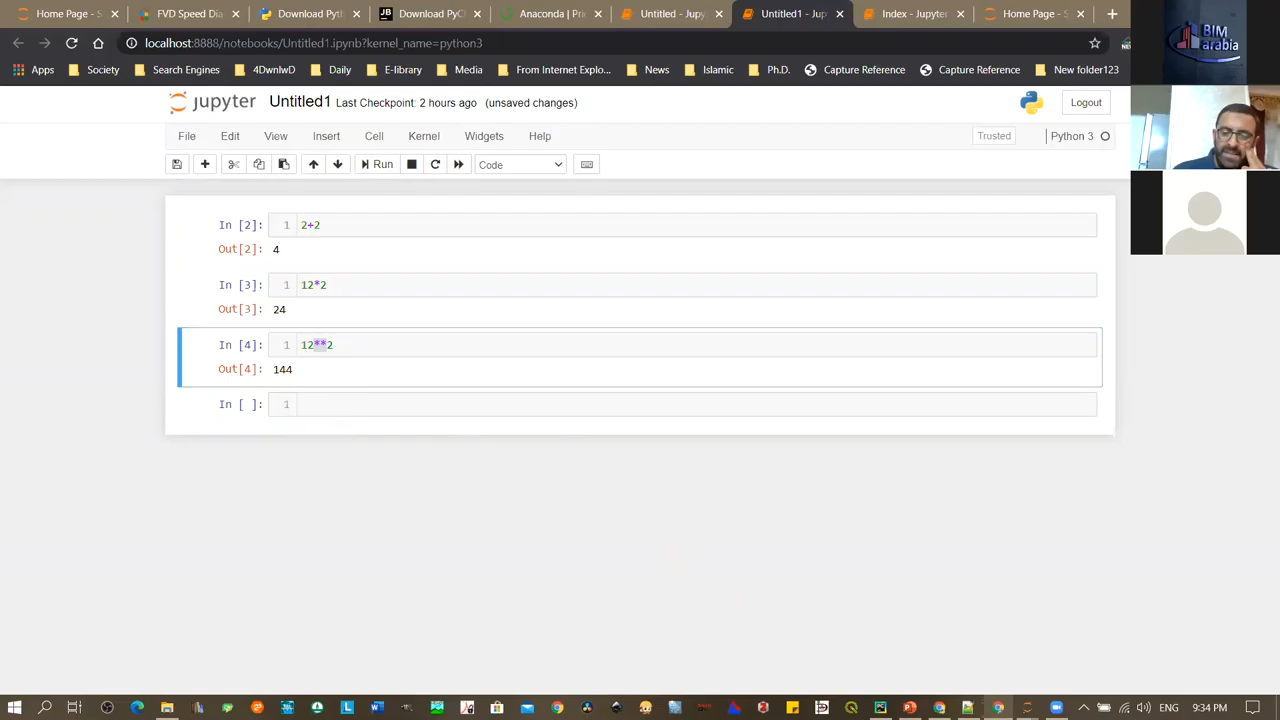 Home Page - S
FVD Speed Dia
Download Pyth
Download PyC
Anaconda | Pri
Untitled - Jupy
Untitled1 - Jup
Index - Jupyter
Home Page - S
localhost:8888/notebooks/Untitled1.ipynb?kernel_name=python3
Apps
Society
Search Engines
4DwnlwD
Daily
E-library
Media
From Internet Explo...
News
Islamic
Ph.D.
Capture Reference
Capture Reference
New folder123
BIM
arabia
jupyter Untitled1 Last Checkpoint: 2 hours ago (unsaved changes)
Logout
File Edit View Insert Cell Kernel Widgets Help
Trusted
Python 3
Run
Code
In [2]: 1 2+2
Out[2]: 4
In [3]: 1 12*2
Out[3]: 24
In [4]: 1 12**2
Out[4]: 144
In [ ]: 1
ENG 9:34 PM